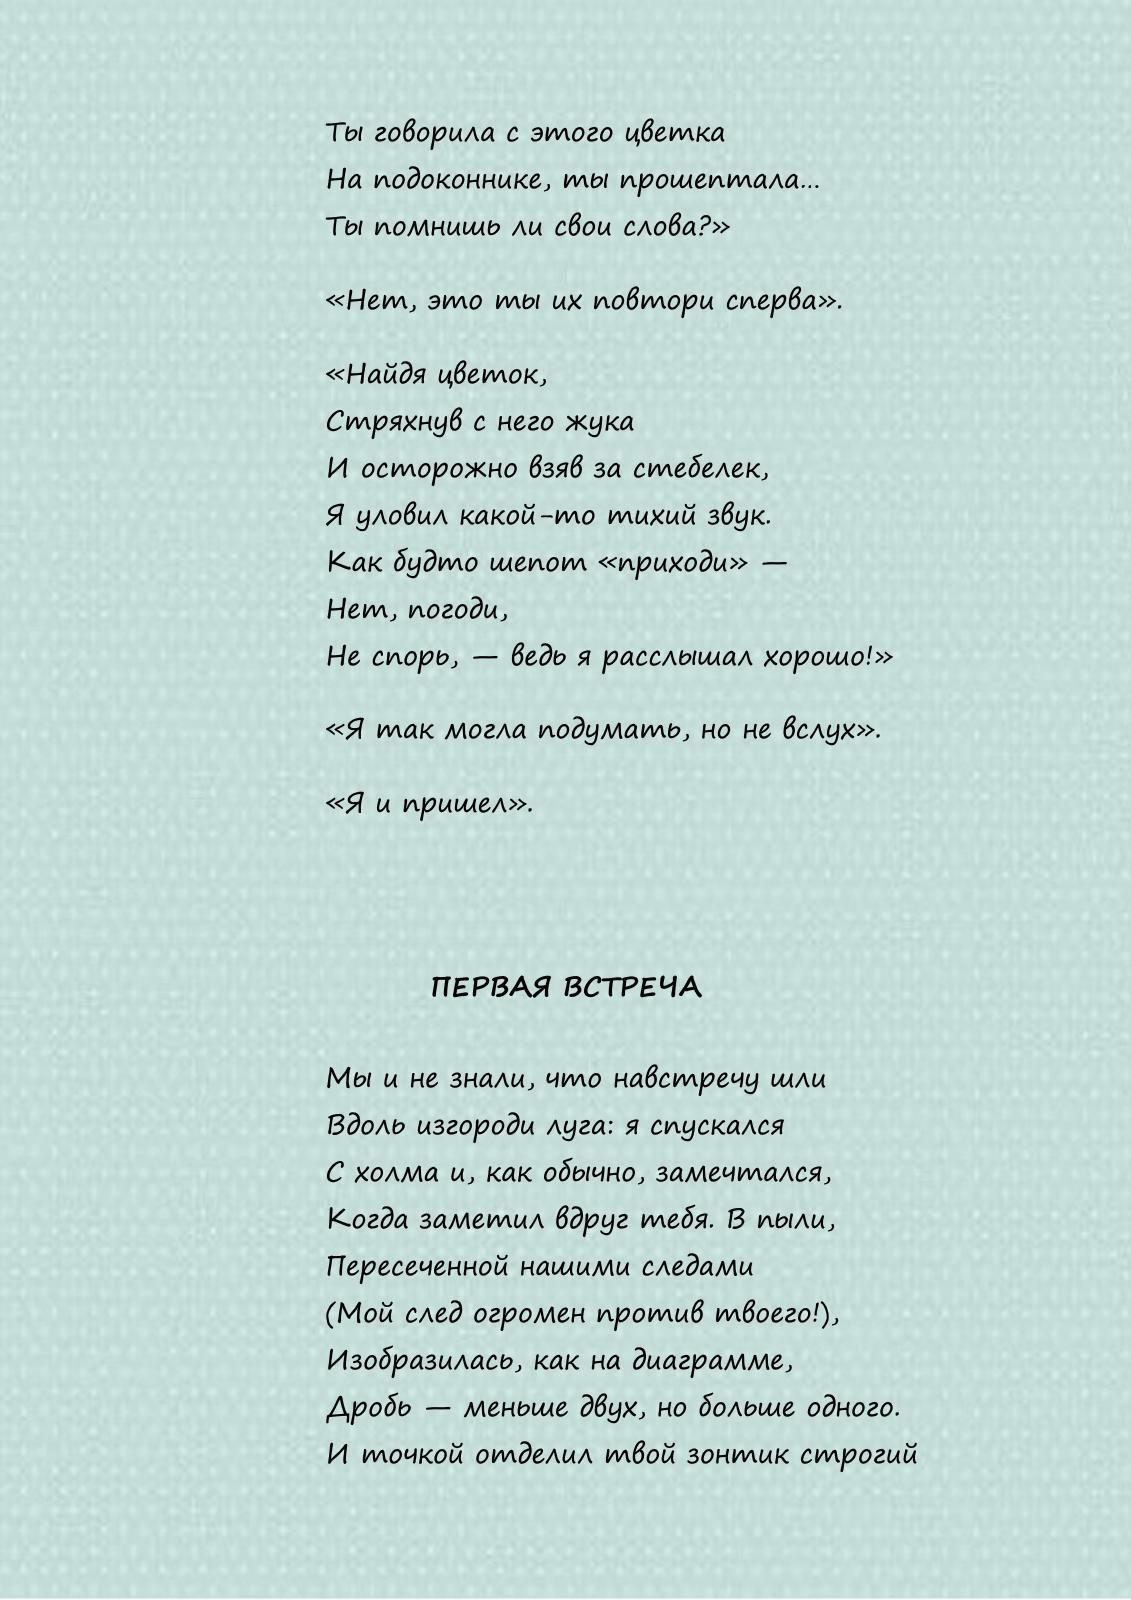 Ты говорила с этого цветка
На подоконнике, ты прошептала...
Ты помнишь ли свои слова?»
«Нет, это ты их повтори сперва».
«Найдя цветок,
Стряхнув с него жука
И осторожно взяв за стебелек,
Я уловил какой-то тихий звук.
Как будто шепот «приходи» —
Нет, погоди,
Не спорь, — ведь я расслышал хорошо!»
«Я так могла подумать, но не вслух».
«Я и пришел».
ПЕРВАЯ ВСТРЕЧА
Мы и не знали, что навстречу шли
Вдоль изгороди луга: я спускался
С холма и, как обычно, замечтался,
Когда заметил вдруг тебя. В пыли,
Пересеченной нашими следами
(Мой след огромен против твоего!),
Изобразилась, как на диаграмме,
Дробь — меньше двух, но больше одного.
И точкой отделил твой зонтик строгий